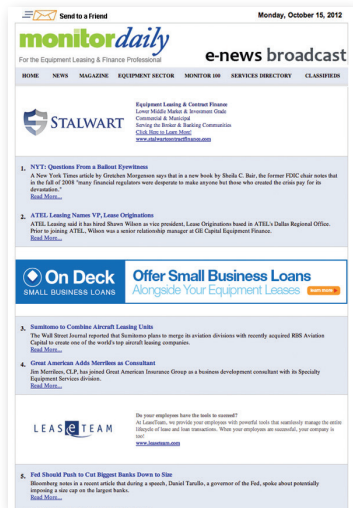 Send to a Friend
Monday, October 15, 2012
monitordaily
For the Equipment Leasing & Finance Professional
e-news broadcast
HOME NEWS MAGAZINE EQUIPMENT SECTOR MONITOR 100 SERVICES DIRECTORY CLASSIFIEDS
STALWART
Equipment Leasing & Contract Finance
Lower Middle Market & Investment Grade
Commercial & Municipal
Serving the Broker & Banking Communities
Click Here to Learn More!
www.stalwartcontractfinance.com
1. NYT: Questions From a Bailout Eyewitness
A New York Times article by Gretchen Morgenson says that in a new book by Sheila C. Bair, the former FDIC chair notes that
in the fall of 2008 "many financial regulators were desperate to make anyone but those who created the crisis pay for its
devastation."
Read More...
2. ATEL Leasing Names VP, Lease Originations
ATEL Leasing said it has hired Shawn Wilson as vice president, Lease Originations based in ATEL's Dallas Regional Office.
Prior to joining ATEL, Wilson was a senior relationship manager at GE Capital Equipment Finance.
Read More...
On Deck
SMALL BUSINESS LOANS
Offer Small Business Loans
Alongside Your Equipment Leases
3. Sumitomo to Combine Aircraft Leasing Units
The Wall Street Journal reported that Sumitomo plans to merge its aviation divisions with recently acquired RBS Aviation
Capital to create one of the world's top aircraft leasing companies.
Read More...
4. Great American Adds Merrilees as Consultant
Jim Merrilees, CLP, has joined Great American Insurance Group as a business development consultant with its Specialty
Equipment Services division.
Read More...
LEASETEAM
Do your employees have the tools to succeed?
At LeaseTeam, we provide your employees with powerful tools that seamlessly manage the entire
lifecycle of lease and loan transactions. When your employees are successful, your company is
too!
www.leaseteam.com
5. Fed Should Push to Cut Biggest Banks Down to Size
Bloomberg notes in a recent article that during a speech, Daniel Tarullo, a governor of the Fed, spoke about potentially
imposing a size cap on the largest banks.
Read More...